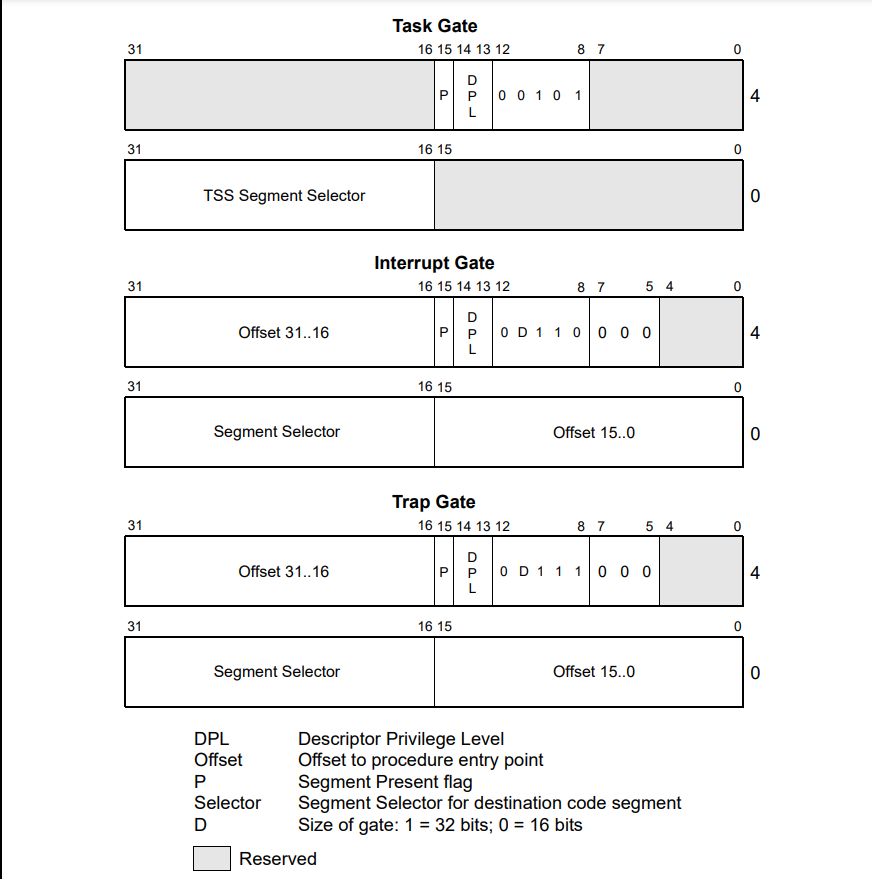 Task Gate
31 16 15 14 13 12 8 7 0
P D P L 0 0 1 0 1 4
31 16 15 0
TSS Segment Selector 0
Interrupt Gate
31 16 15 14 13 12 8 7 5 4 0
Offset 31..16 P D P L 0 D 1 1 0 0 0 0 4
31 16 15 0
Segment Selector Offset 15..0 0
Trap Gate
31 16 15 14 13 12 8 7 5 4 0
Offset 31..16 P D P L 0 D 1 1 1 0 0 0 4
31 16 15 0
Segment Selector Offset 15..0 0
DPL Descriptor Privilege Level
Offset Offset to procedure entry point
P Segment Present flag
Selector Segment Selector for destination code segment
D Size of gate: 1 = 32 bits; 0 = 16 bits
Reserved